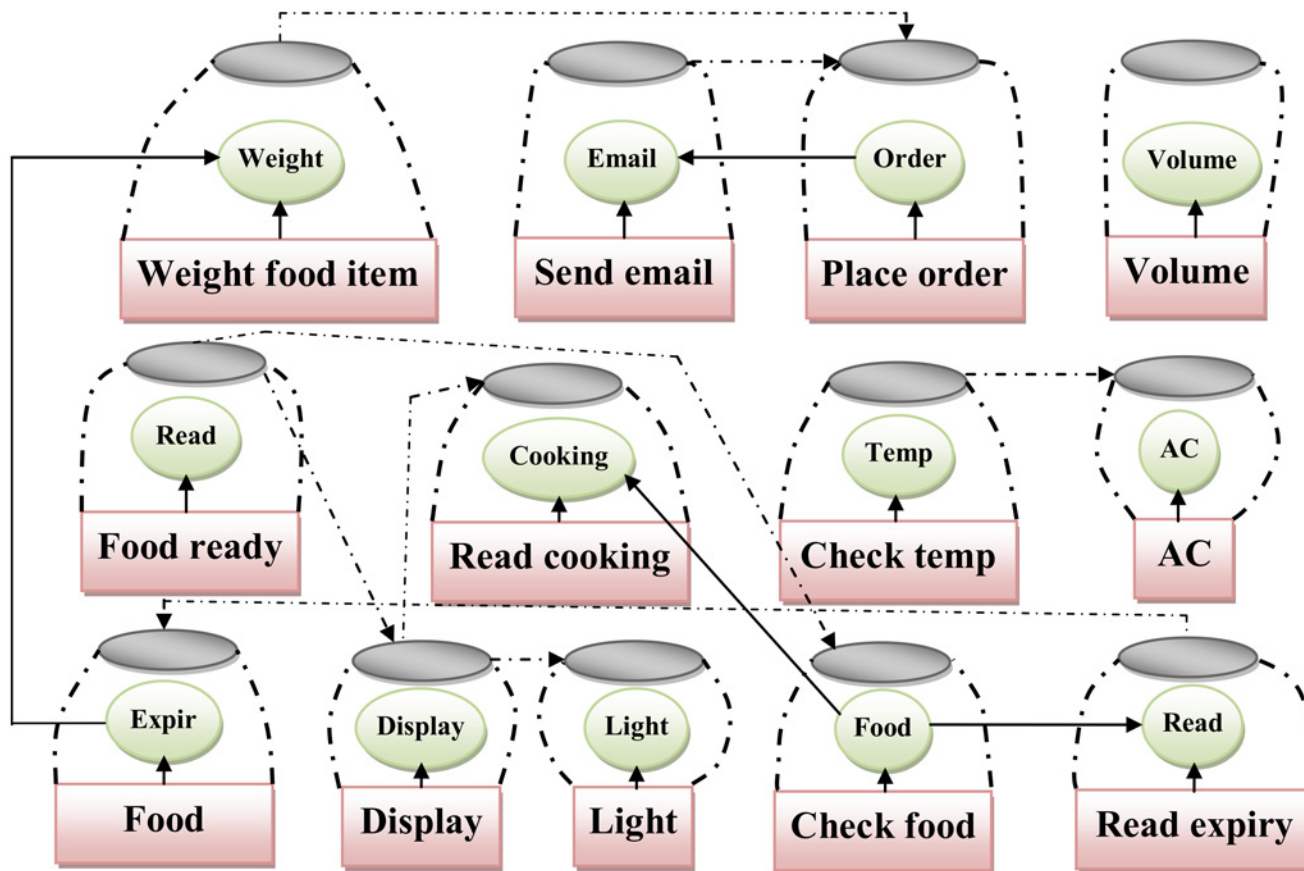 Weight
Email
Order
Volume
Weight food item
Send email
Place order
Volume
Read
Cooking
Temp
AC
Food ready
Read cooking
Check temp
AC
Expir
Display
Light
Food
Read
Food
Display
Light
Check food
Read expiry